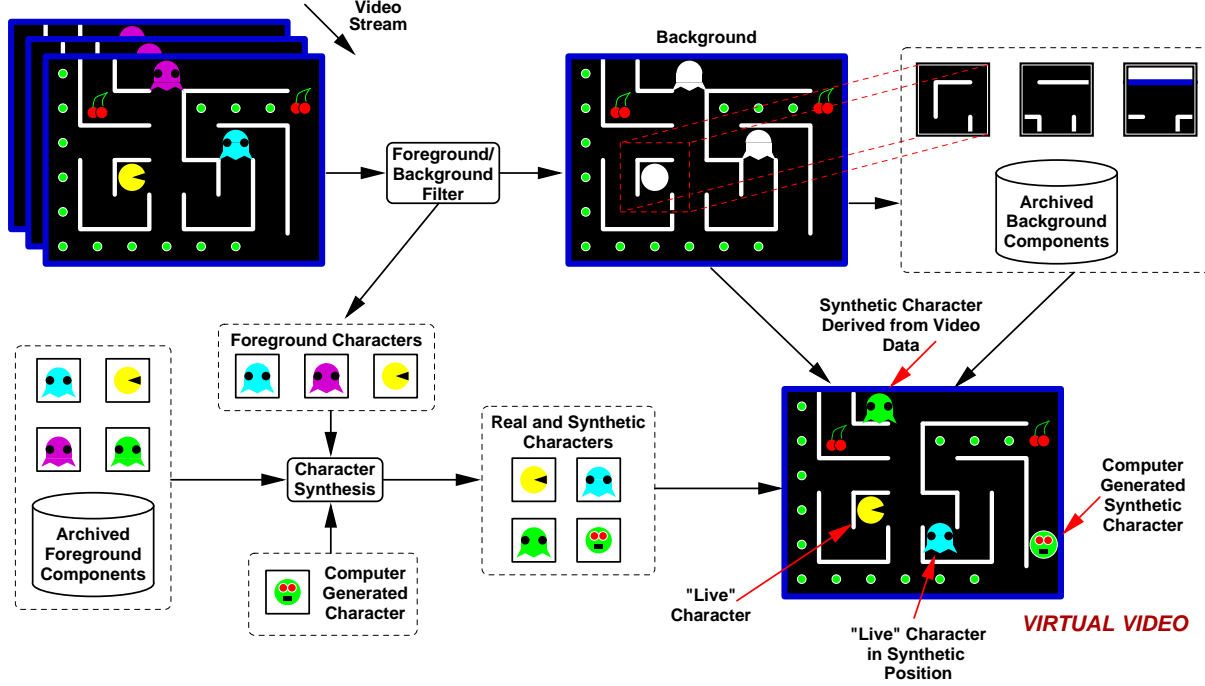 Video
Stream
Background
Foreground/
Background
Filter
Archived
Background
Components
Foreground Characters
Synthetic Character
Derived from Video
Data
Real and Synthetic
Characters
Character
Synthesis
Archived
Foreground
Components
Computer
Generated
Character
Computer
Generated
Synthetic
Character
"Live"
Character
"Live" Character
in Synthetic
Position
VIRTUAL VIDEO